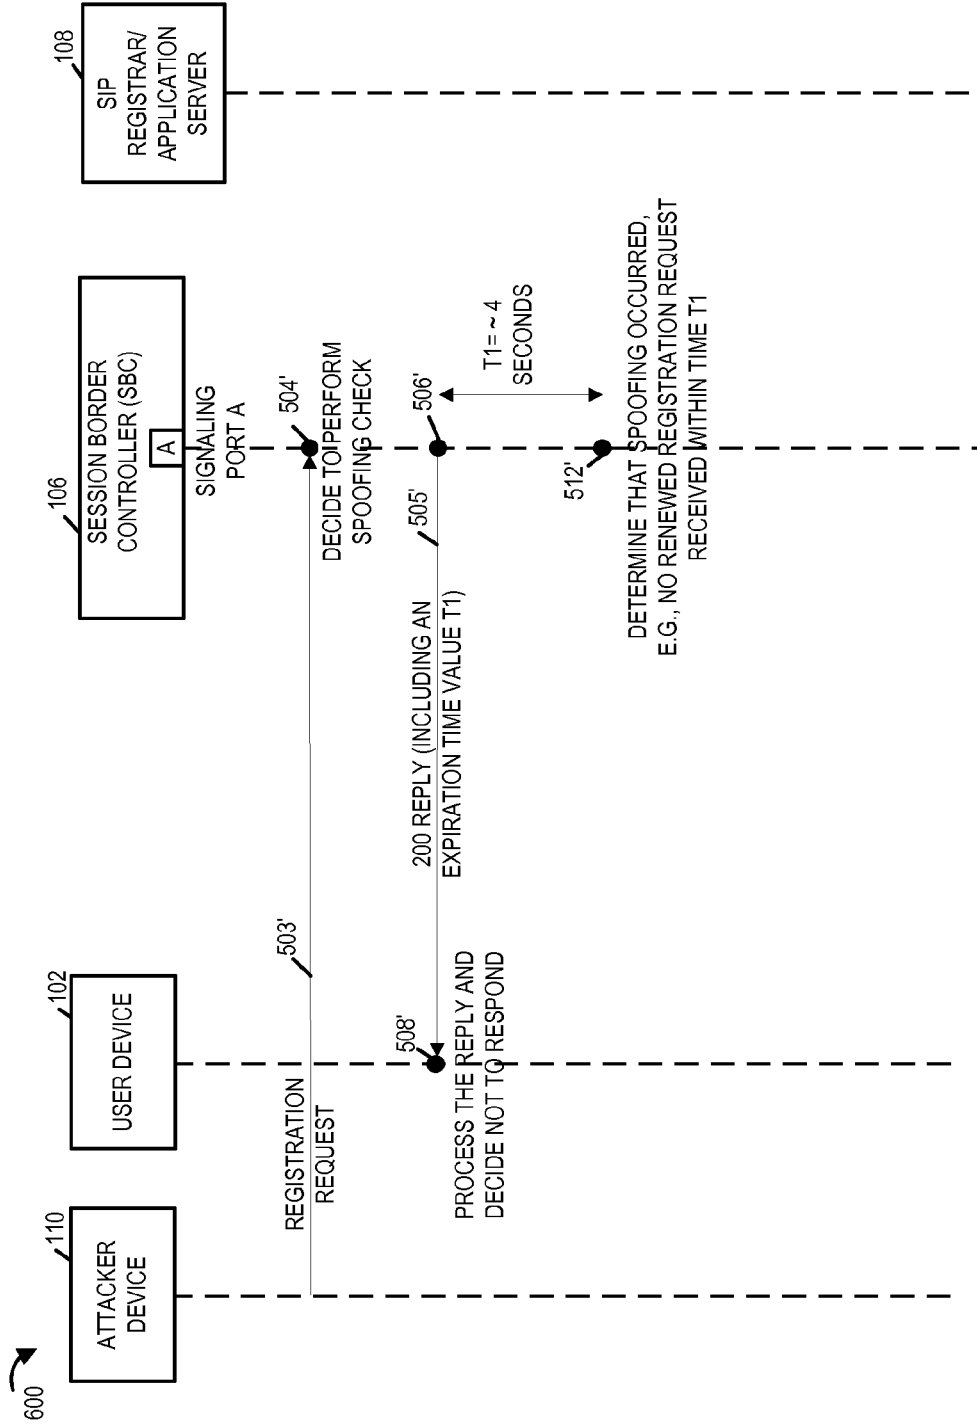 600
110
ATTACKER
DEVICE
102
USER DEVICE
106
SESSION BORDER
CONTROLLER (SBC)
A
SIGNALING
PORT A
108
SIP
REGISTRAR/
APPLICATION
SERVER
REGISTRATION
REQUEST
503'
504'
DECIDE TO PERFORM
SPOOFING CHECK
200 REPLY (INCLUDING AN
EXPIRATION TIME VALUE T1)
505'
506'
508'
PROCESS THE REPLY AND
DECIDE NOT TO RESPOND
T1= ~ 4
SECONDS
512'
DETERMINE THAT SPOOFING OCCURRED,
E.G., NO RENEWED REGISTRATION REQUEST
RECEIVED WITHIN TIME T1